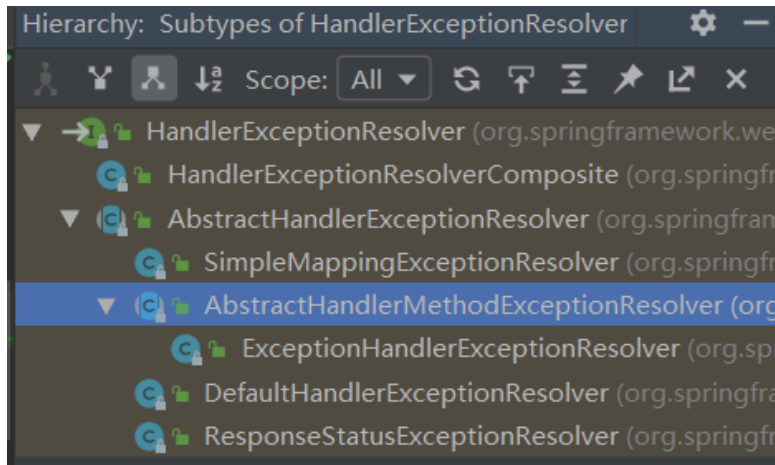 Hierarchy: Subtypes of HandlerExceptionResolver
Scope: All
HandlerExceptionResolver (org.springframework.we
HandlerExceptionResolverComposite (org.springfr
AbstractHandlerExceptionResolver (org.springfram
SimpleMappingExceptionResolver (org.springfr
AbstractHandlerMethodExceptionResolver (org
ExceptionHandlerExceptionResolver (org.sp
DefaultHandlerExceptionResolver (org.springfra
ResponseStatusExceptionResolver (org.springfr